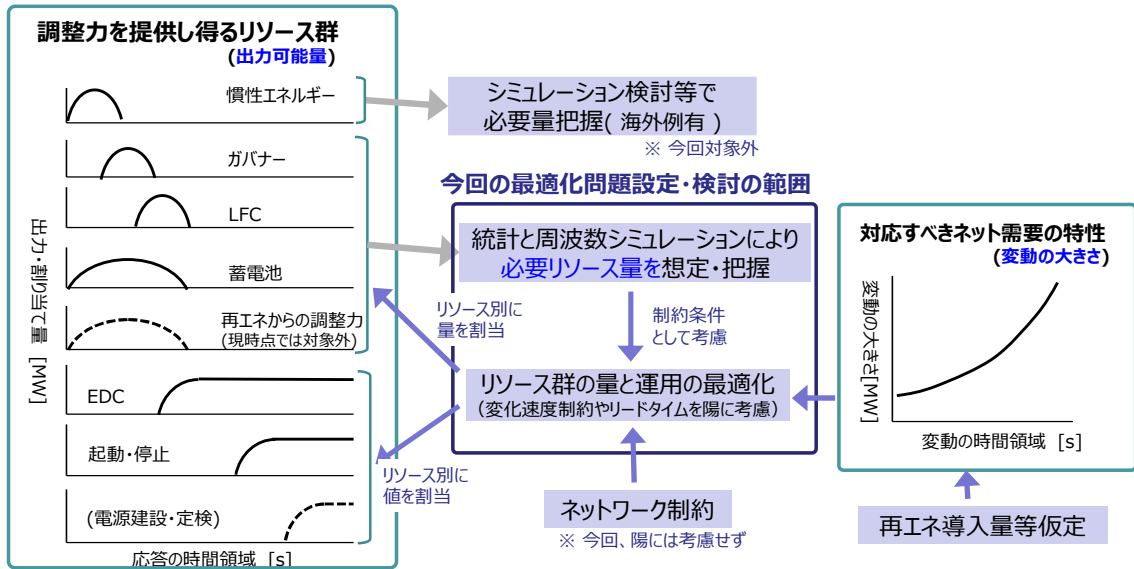 調整力を提供し得るリソース群
(出力可能量)
慣性エネルギー
ガバナー
LFC
蓄電池
再エネからの調整力
(現時点では対象外)
EDC
起動・停止
(電源建設・定検)
出力・割り当て量 [MW]
応答の時間領域 [s]
シミュレーション検討等で
必要量把握( 海外例有 )
※ 今回対象外
今回の最適化問題設定・検討の範囲
統計と周波数シミュレーションにより
必要リソース量を想定・把握
リソース別に
量を割当
制約条件
として考慮
リソース群の量と運用の最適化
(変化速度制約やリードタイムを陽に考慮)
リソース別に
値を割当
ネットワーク制約
※ 今回、陽には考慮せず
対応すべきネット需要の特性
(変動の大きさ)
変動の大きさ[MW]
変動の時間領域 [s]
再エネ導入量等仮定